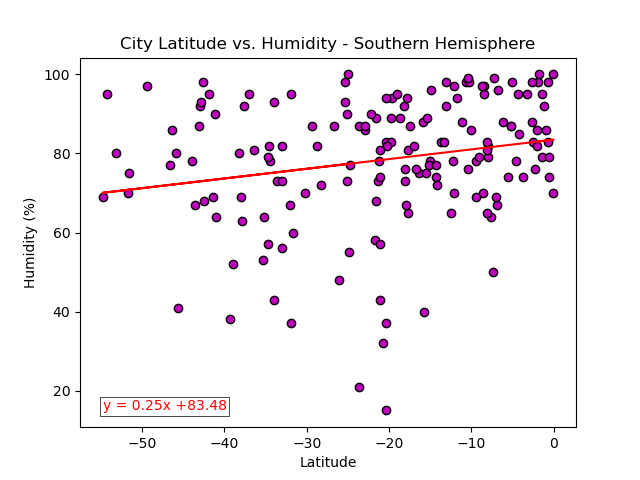 City Latitude vs. Humidity - Southern Hemisphere
100
80
60
40
20
Humidity (%)
y = 0.25x +83.48
−50 −40 −30 −20 −10 0
Latitude